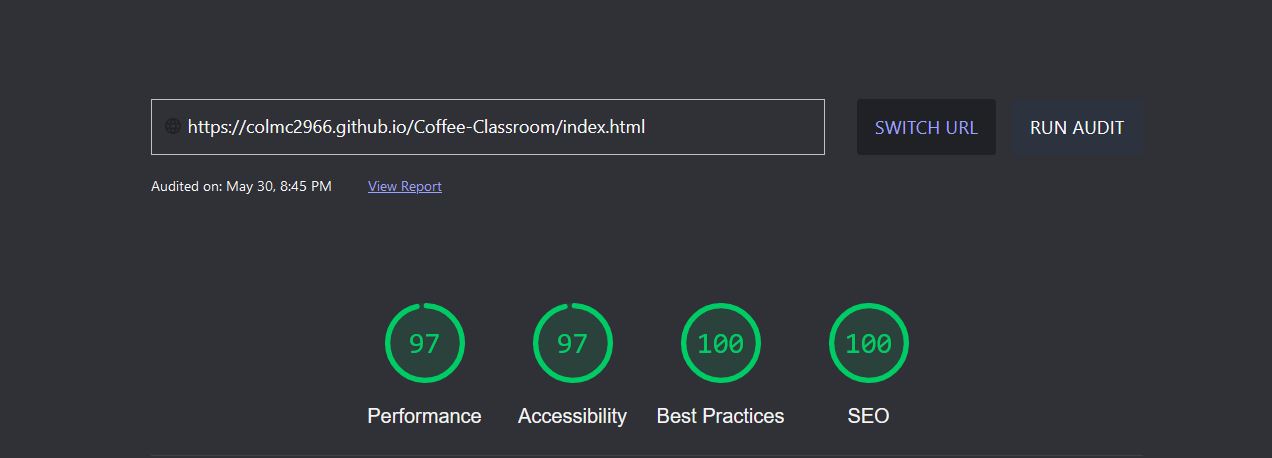 https://colmc2966.github.io/Coffee-Classroom/index.html SWITCH URL RUN AUDIT
Audited on: May 30, 8:45 PM View Report
97 97 100 100
Performance Accessibility Best Practices SEO